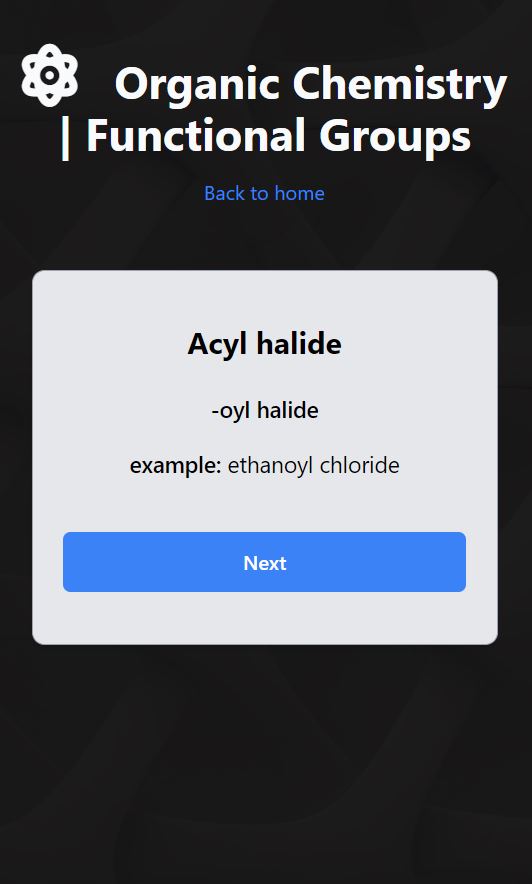 Organic Chemistry
| Functional Groups
Back to home
Acyl halide
-oyl halide
example: ethanoyl chloride
Next